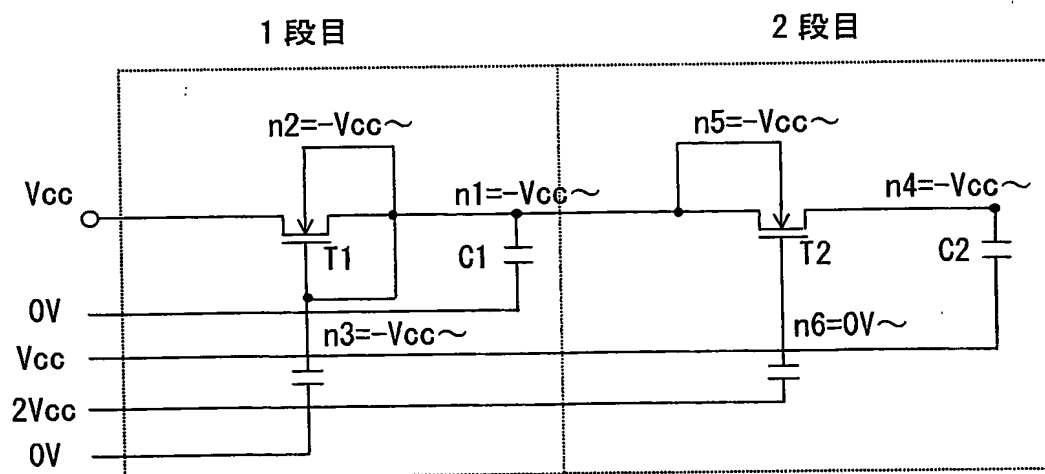 1段目
2段目
n2=-Vcc～
n5=-Vcc～
Vcc
n1=-Vcc～
n4=-Vcc～
T1
C1
T2
C2
0V
n3=-Vcc～
n6=0V～
Vcc
2Vcc
0V